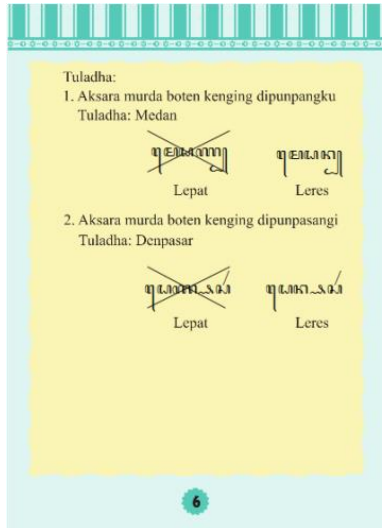 Tuladha:
1. Aksara murda boten kenging dipunpangku
Tuladha: Medan
Lepat Leres
2. Aksara murda boten kenging dipunpasangi
Tuladha: Denpasar
Lepat Leres
6